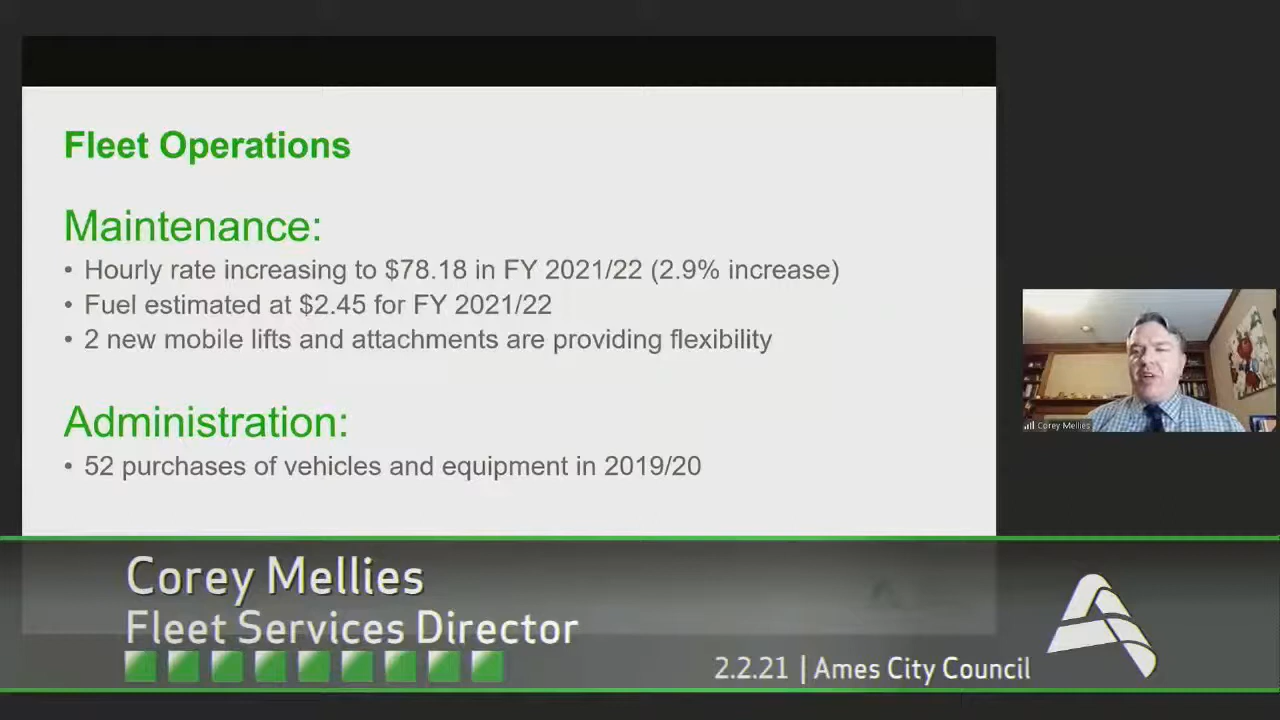 Fleet Operations
Maintenance:
• Hourly rate increasing to $78.18 in FY 2021/22 (2.9% increase)
• Fuel estimated at $2.45 for FY 2021/22
• 2 new mobile lifts and attachments are providing flexibility
Administration:
• 52 purchases of vehicles and equipment in 2019/20
Corey Mellies
Corey Mellies
Fleet Services Director
2.2.21 | Ames City Council